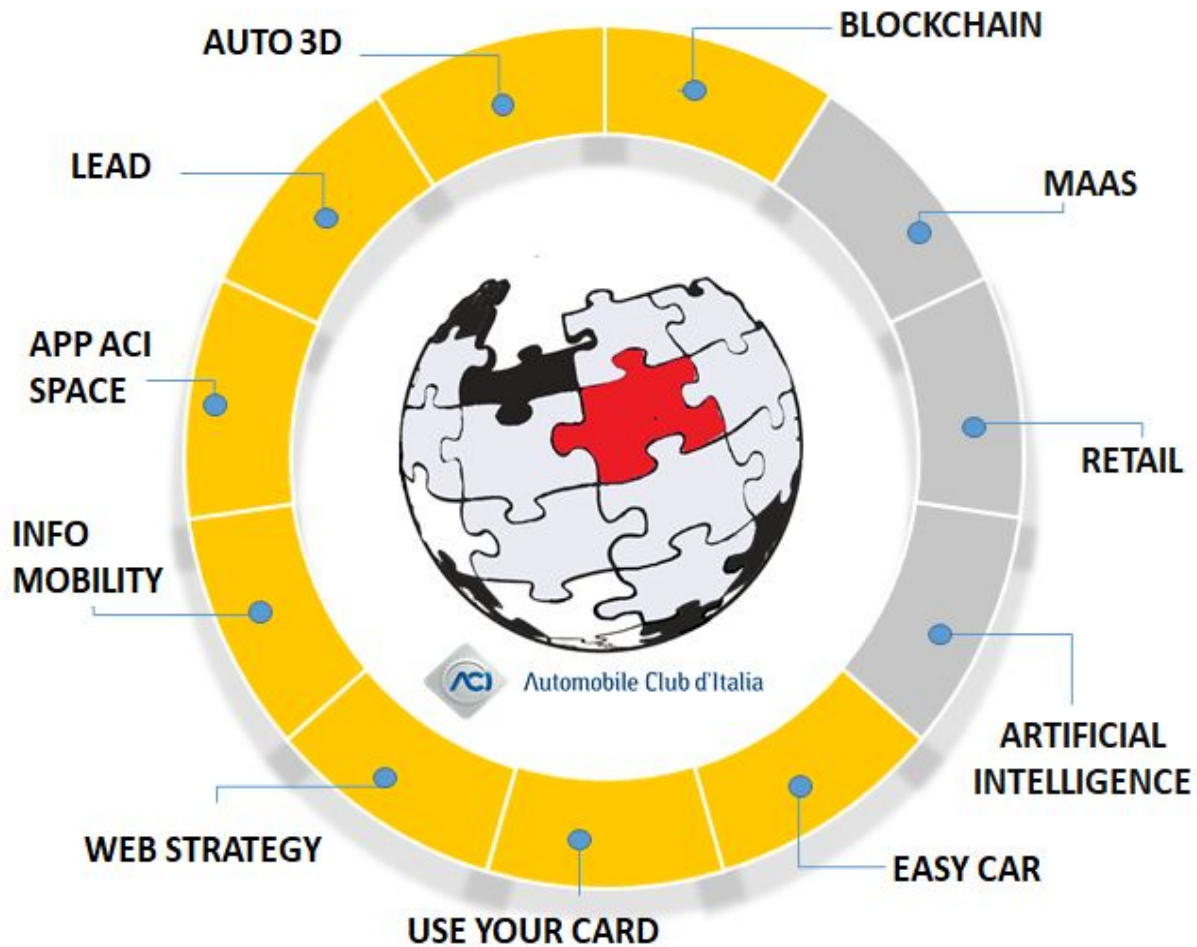 BLOCKCHAIN
AUTO 3D
LEAD
MAAS
APP ACI
SPACE
RETAIL
INFO
MOBILITY
ACI Automobile Club d'Italia
ARTIFICIAL
INTELLIGENCE
WEB STRATEGY
EASY CAR
USE YOUR CARD